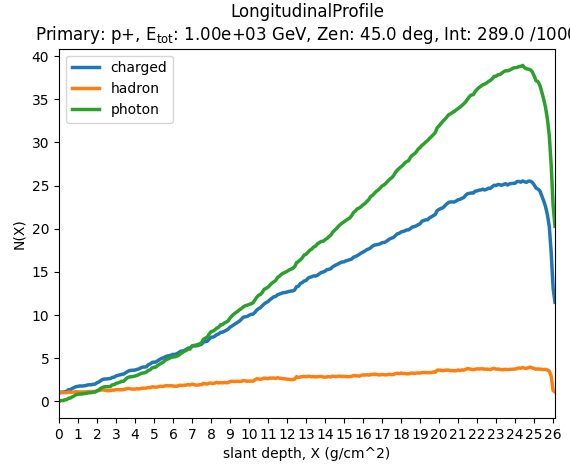 LongitudinalProfile
Primary: p+, E_tot: 1.00e+03 GeV, Zen: 45.0 deg, Int: 289.0 /1000
charged
hadron
photon
40
35
30
25
20
15
10
5
0
N(X)
0 1 2 3 4 5 6 7 8 9 10 11 12 13 14 15 16 17 18 19 20 21 22 23 24 25 26
slant depth, X (g/cm^2)